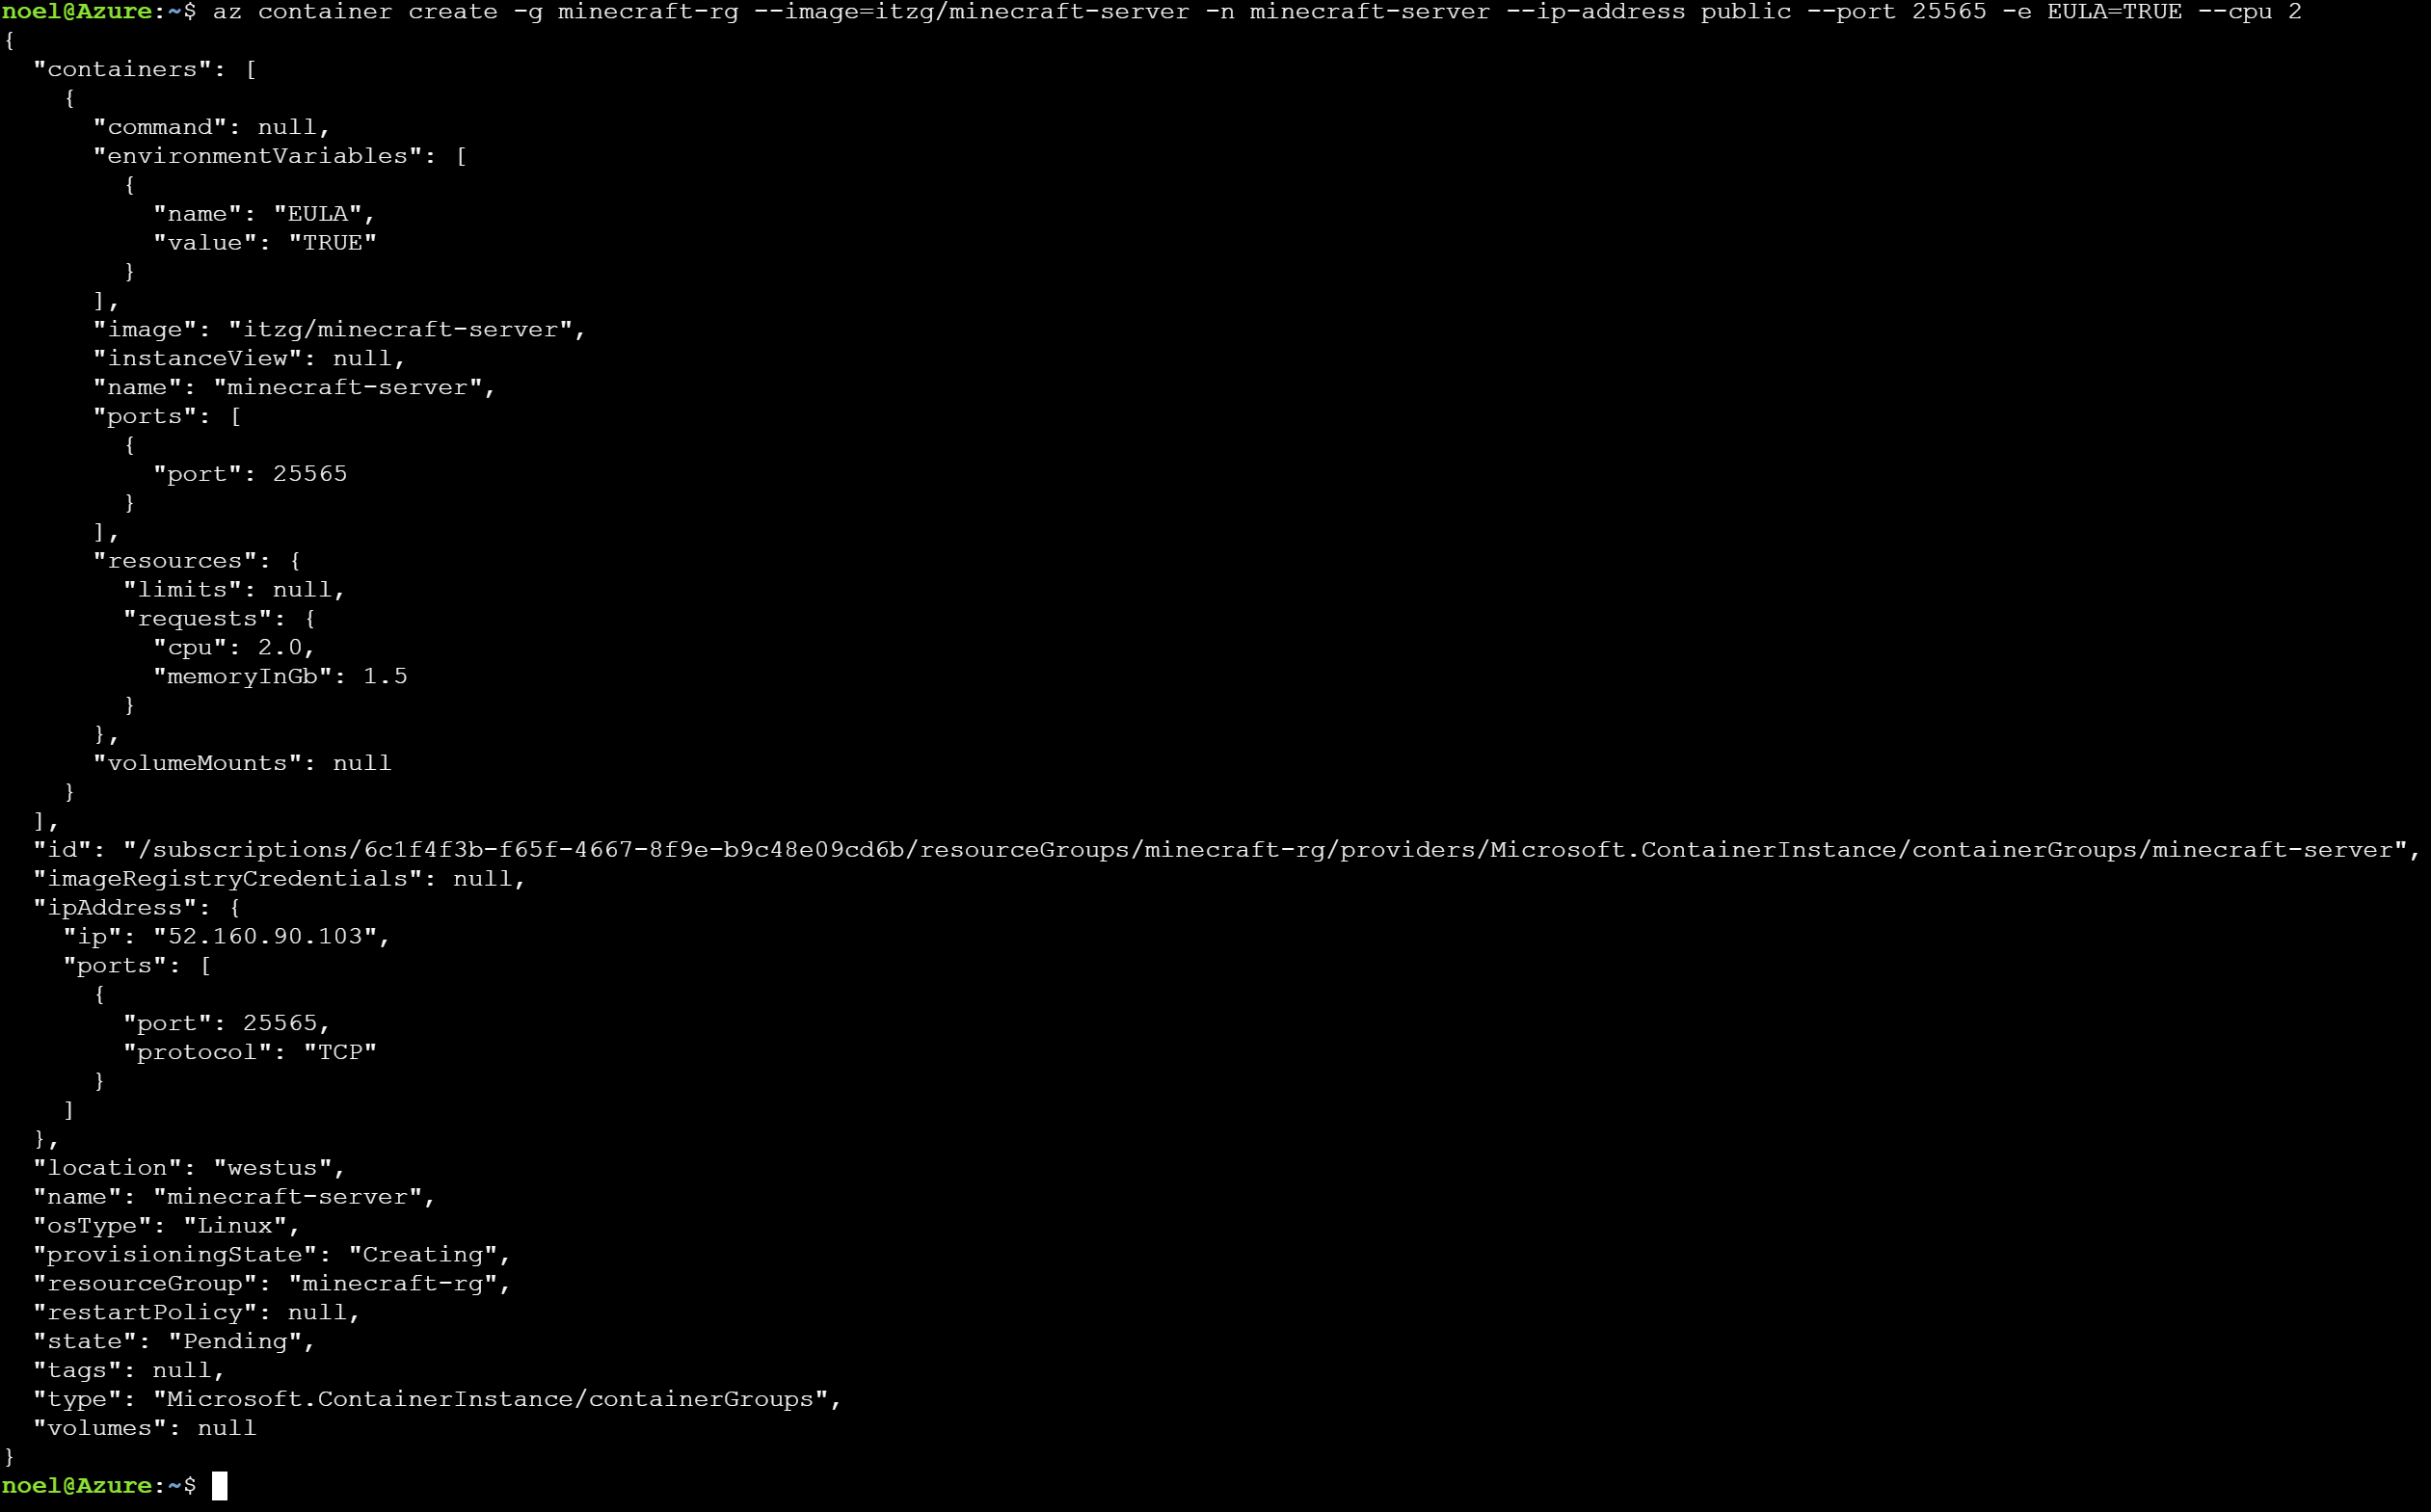 noel@Azure:~$ az container create -g minecraft-rg --image=itzg/minecraft-server -n minecraft-server --ip-address public --port 25565 -e EULA=TRUE --cpu 2
{
  "containers": [
    {
      "command": null,
      "environmentVariables": [
        {
          "name": "EULA",
          "value": "TRUE"
        }
      ],
      "image": "itzg/minecraft-server",
      "instanceView": null,
      "name": "minecraft-server",
      "ports": [
        {
          "port": 25565
        }
      ],
      "resources": {
        "limits": null,
        "requests": {
          "cpu": 2.0,
          "memoryInGb": 1.5
        }
      },
      "volumeMounts": null
    }
  ],
  "id": "/subscriptions/6c1f4f3b-f65f-4667-8f9e-b9c48e09cd6b/resourceGroups/minecraft-rg/providers/Microsoft.ContainerInstance/containerGroups/minecraft-server",
  "imageRegistryCredentials": null,
  "ipAddress": {
    "ip": "52.160.90.103",
    "ports": [
      {
        "port": 25565,
        "protocol": "TCP"
      }
    ]
  },
  "location": "westus",
  "name": "minecraft-server",
  "osType": "Linux",
  "provisioningState": "Creating",
  "resourceGroup": "minecraft-rg",
  "restartPolicy": null,
  "state": "Pending",
  "tags": null,
  "type": "Microsoft.ContainerInstance/containerGroups",
  "volumes": null
}
noel@Azure:~$